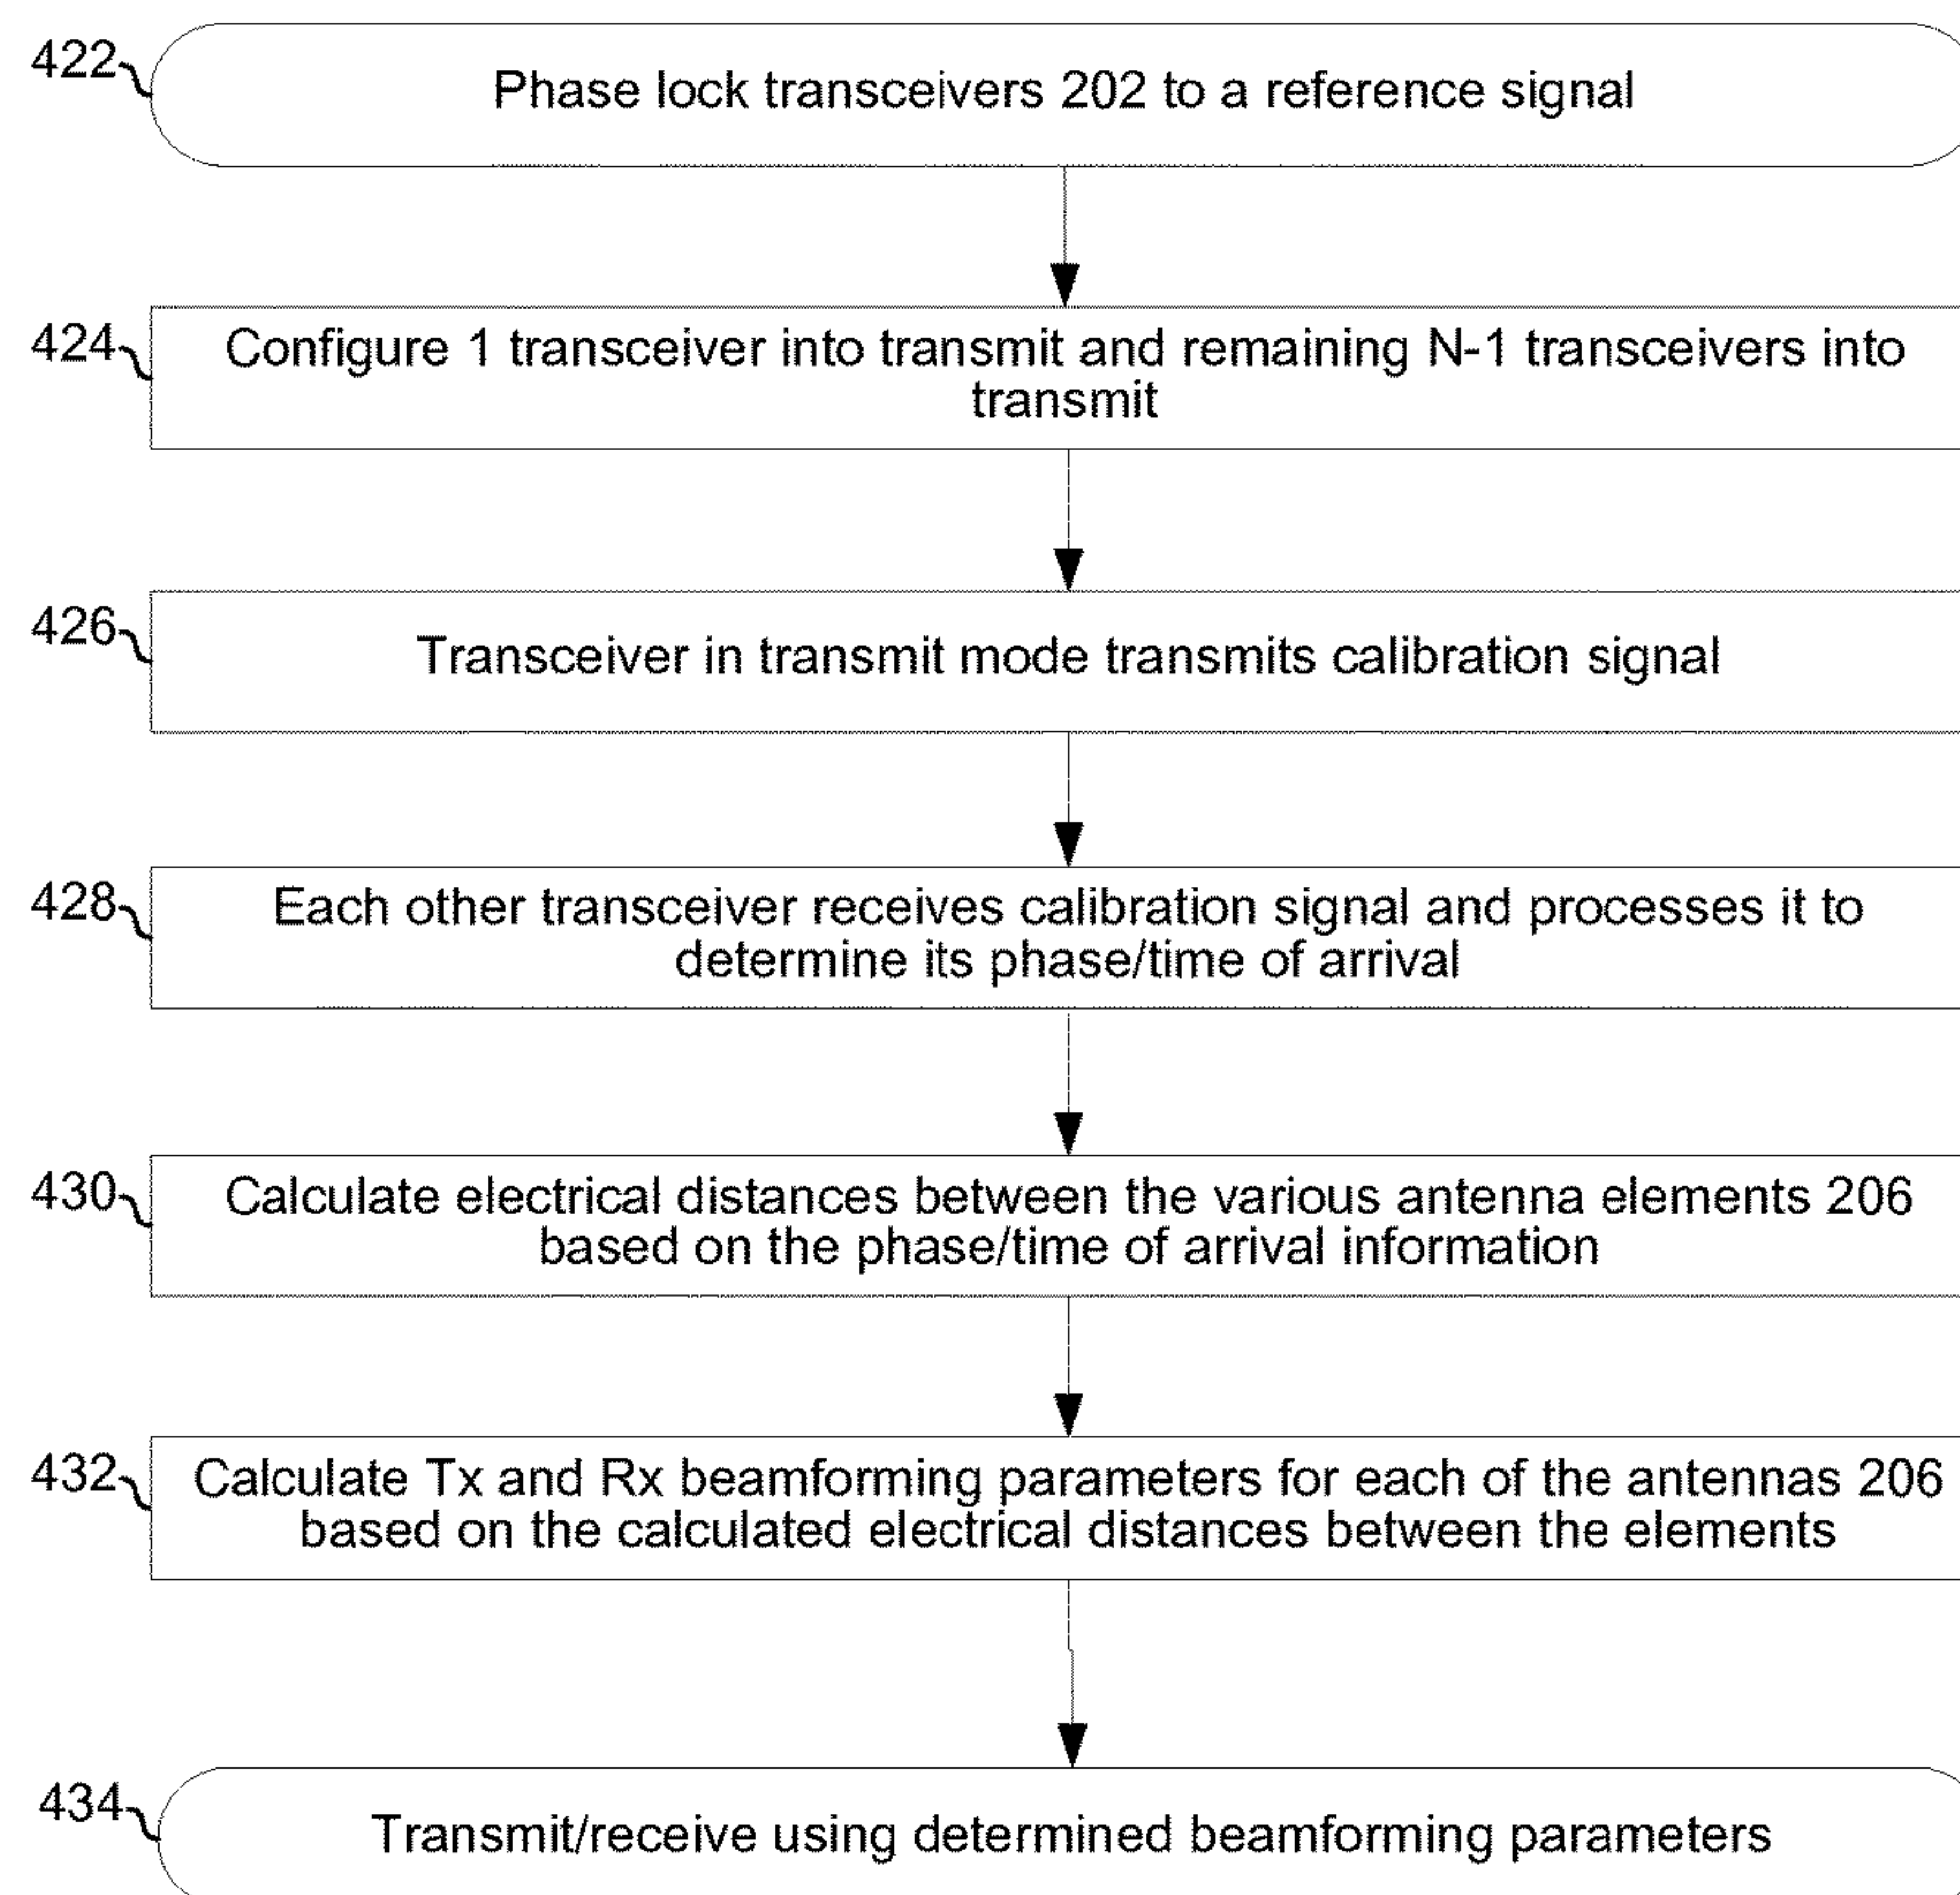 422
Phase lock transceivers 202 to a reference signal
424
Configure 1 transceiver into transmit and remaining N-1 transceivers into
transmit
426
Transceiver in transmit mode transmits calibration signal
428
Each other transceiver receives calibration signal and processes it to
determine its phase/time of arrival
430
Calculate electrical distances between the various antenna elements 206
based on the phase/time of arrival information
432
Calculate Tx and Rx beamforming parameters for each of the antennas 206
based on the calculated electrical distances between the elements
434
Transmit/receive using determined beamforming parameters